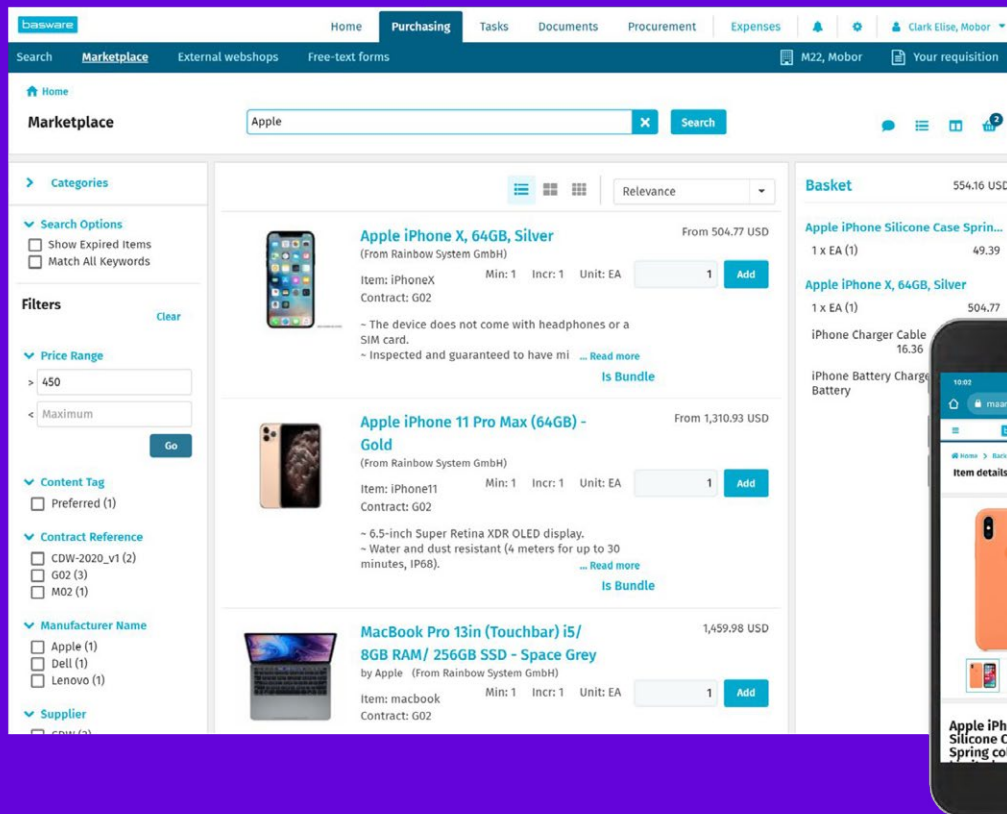 basware
Home Purchasing Tasks Documents Procurement Expenses Clark Elise, Mobor
Search Marketplace External webshops Free-text forms M22, Mobor Your requisition
Home
Marketplace Apple Search 2
Categories
Search Options
Show Expired Items
Match All Keywords
Filters
Clear
Price Range
> 450
< Maximum
Go
Content Tag
Preferred (1)
Contract Reference
CDW-2020_v1 (2)
G02 (3)
M02 (1)
Manufacturer Name
Apple (1)
Dell (1)
Lenovo (1)
Supplier
Relevance
Apple iPhone X, 64GB, Silver From 504.77 USD
(From Rainbow System GmbH)
Item: iPhoneX Min: 1 Incr: 1 Unit: EA 1 Add
Contract: G02
~ The device does not come with headphones or a
SIM card.
~ Inspected and guaranteed to have mi ... Read more
Is Bundle
Apple iPhone 11 Pro Max (64GB) - From 1,310.93 USD
Gold
(From Rainbow System GmbH)
Item: iPhone11 Min: 1 Incr: 1 Unit: EA 1 Add
Contract: G02
~ 6.5-inch Super Retina XDR OLED display.
~ Water and dust resistant (4 meters for up to 30
minutes, IP68). ... Read more
Is Bundle
MacBook Pro 13in (Touchbar) i5/ 1,459.98 USD
8GB RAM/ 256GB SSD - Space Grey
by Apple (From Rainbow System GmbH)
Item: macbook Min: 1 Incr: 1 Unit: EA 1 Add
Contract: G02
Basket 554.16 USD
Apple iPhone Silicone Case Sprin...
1 x EA (1) 49.39
Apple iPhone X, 64GB, Silver
1 x EA (1) 504.77
iPhone Charger Cable
16.36
iPhone Battery Charge
Battery
10:02
Home > Back
Item details
Apple iPh
Silicone C
Spring co